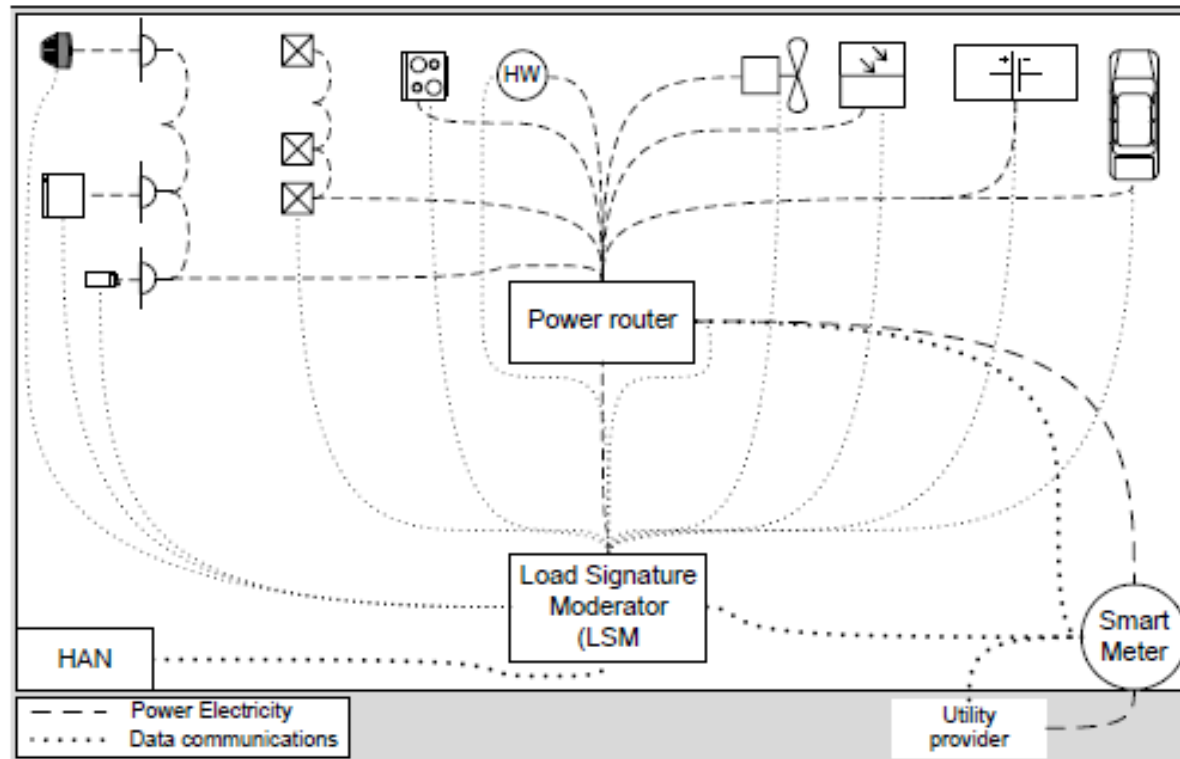 HW
Power router
Load Signature
Moderator
(LSM
Smart
Meter
HAN
Power Electricity
Data communications
Utility
provider